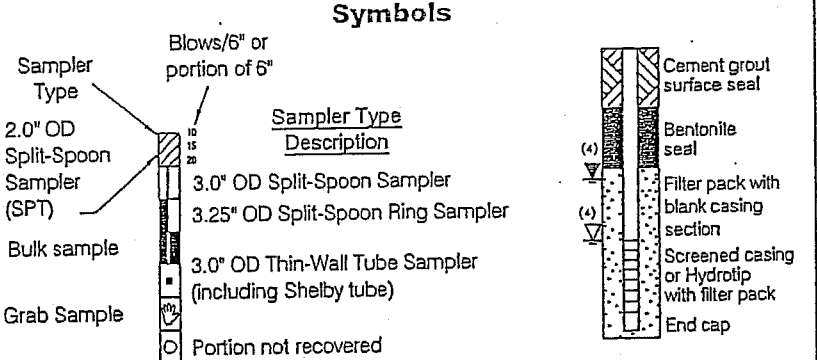 Symbols
Blows/6" or
portion of 6"
Sampler
Type
2.0" OD
Split-Spoon
Sampler
(SPT)
10
15
20
Sampler Type
Description
3.0" OD Split-Spoon Sampler
3.25" OD Split-Spoon Ring Sampler
Bulk sample
3.0" OD Thin-Wall Tube Sampler
(including Shelby tube)
Grab Sample
Portion not recovered
Cement grout
surface seal
Bentonite
seal
(4)
Filter pack with
blank casing
section
(4)
Screened casing
or Hydrotip
with filter pack
End cap